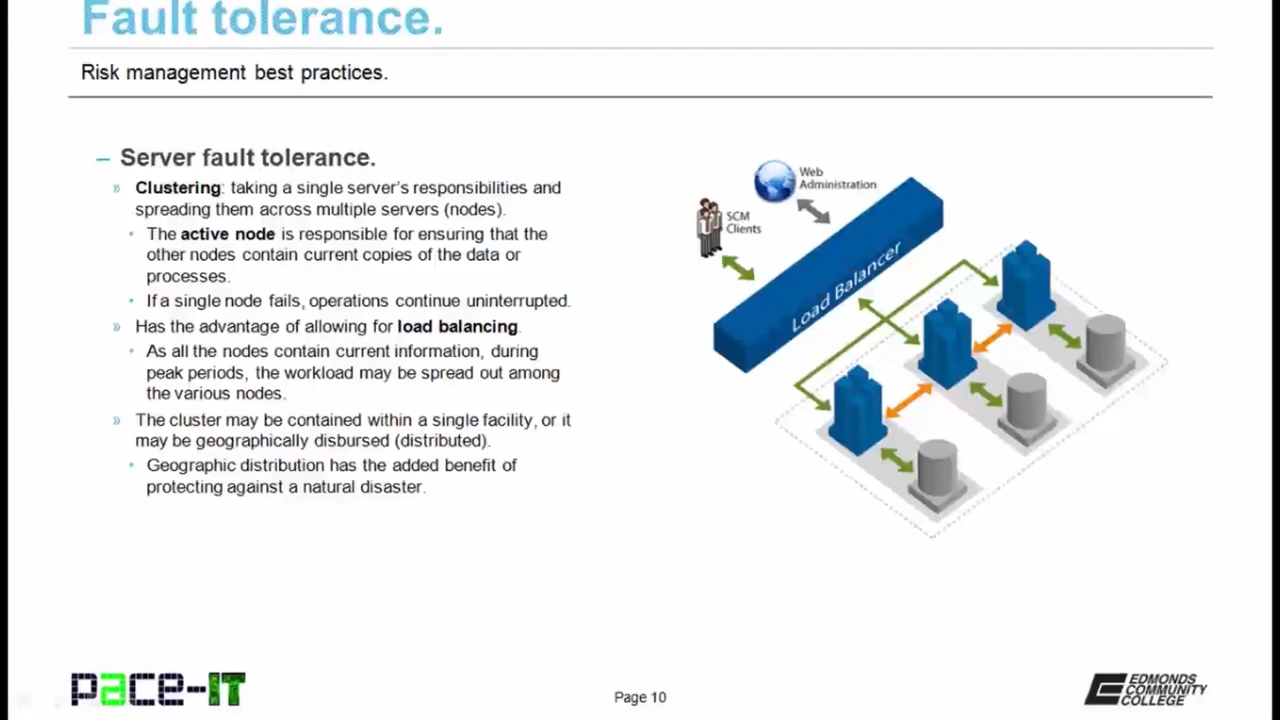 Fault tolerance.
Risk management best practices.
– Server fault tolerance.
» Clustering: taking a single server's responsibilities and
spreading them across multiple servers (nodes).
• The active node is responsible for ensuring that the
other nodes contain current copies of the data or
processes.
• If a single node fails, operations continue uninterrupted.
» Has the advantage of allowing for load balancing.
• As all the nodes contain current information, during
peak periods, the workload may be spread out among
the various nodes.
» The cluster may be contained within a single facility, or it
may be geographically disbursed (distributed).
• Geographic distribution has the added benefit of
protecting against a natural disaster.
Web
Administration
SCM
Clients
Load Balancer
pace-IT
Page 10
EDMONDS
COMMUNITY
COLLEGE